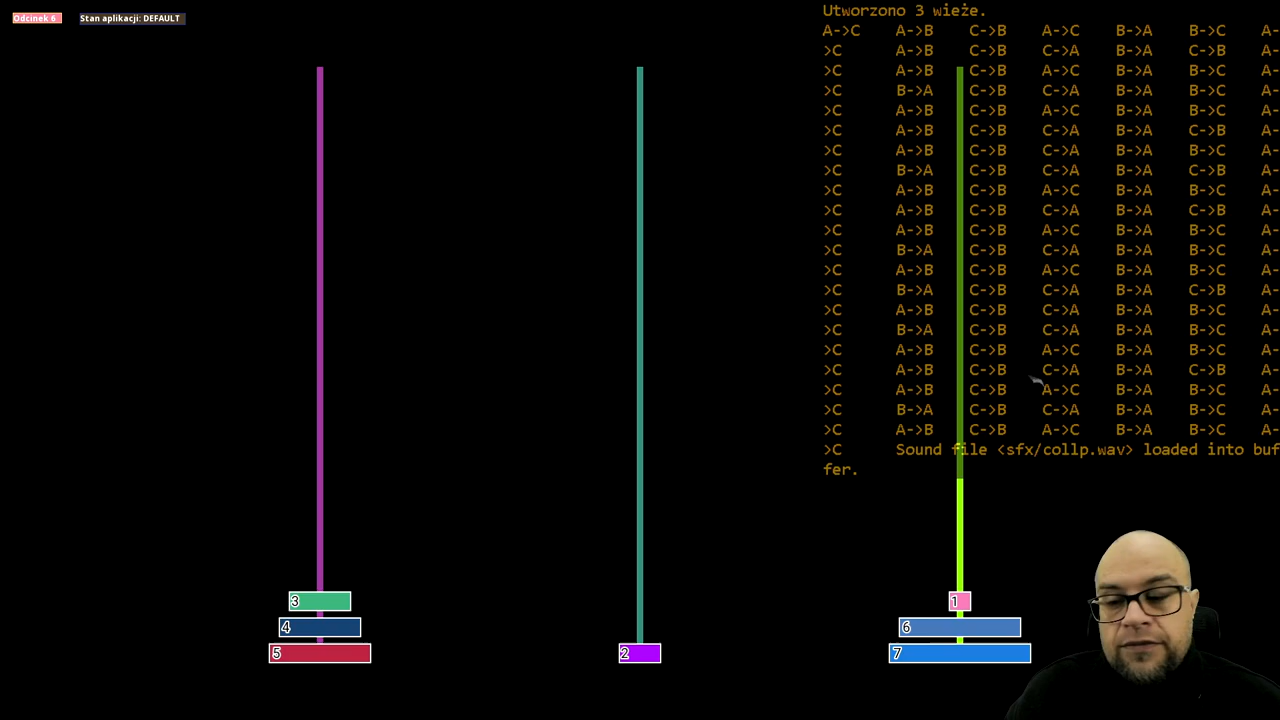 Odcinek 6
Stan aplikacji: DEFAULT
Utworzono 3 wieże.
A->C A->B C->B A->C B->A B->C A-
>C A->B C->B C->A B->A C->B A-
>C A->B C->B A->C B->A B->C A-
>C B->A C->B C->A B->A B->C A-
>C A->B C->B A->C B->A B->C A-
>C A->B C->B C->A B->A C->B A-
>C A->B C->B A->C B->A B->C A-
>C B->A C->B C->A B->A C->B A-
>C A->B C->B A->C B->A B->C A-
>C A->B C->B C->A B->A C->B A-
>C A->B C->B A->C B->A B->C A-
>C B->A C->B C->A B->A B->C A-
>C A->B C->B A->C B->A B->C A-
>C B->A C->B C->A B->A C->B A-
>C A->B C->B C->A B->A B->C A-
>C B->A C->B C->A B->A B->C A-
>C A->B C->B A->C B->A B->C A-
>C A->B C->B C->A B->A C->B A-
>C A->B C->B A->C B->A B->C A-
>C B->A C->B C->A B->A B->C A-
>C A->B C->B A->C B->A B->C A-
>C Sound file <sfx/collp.wav> loaded into buf
fer.
3
1
4
6
5
2
7